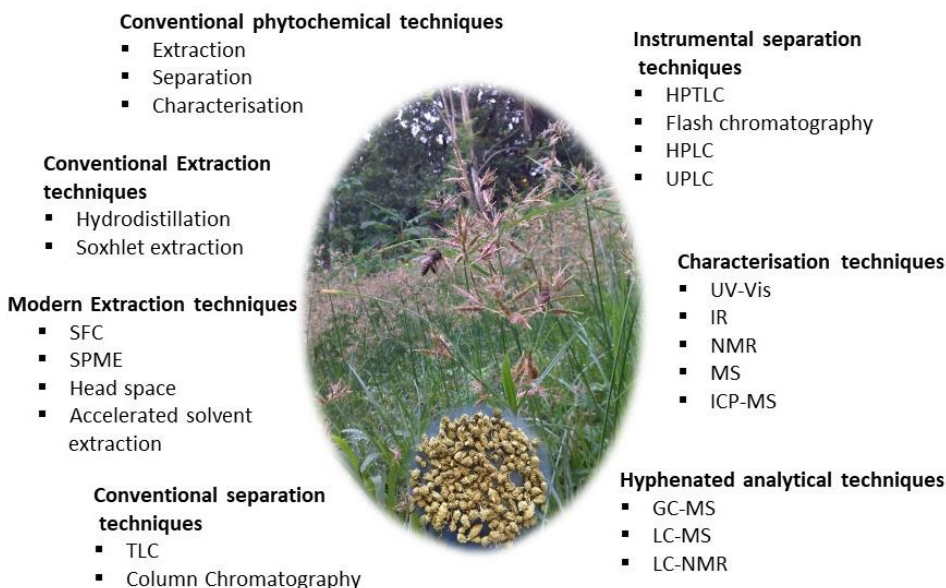 Conventional phytochemical techniques
▪ Extraction
▪ Separation
▪ Characterisation
Conventional Extraction
techniques
▪ Hydrodistillation
▪ Soxhlet extraction
Modern Extraction techniques
▪ SFC
▪ SPME
▪ Head space
▪ Accelerated solvent
extraction
Conventional separation
techniques
▪ TLC
▪ Column Chromatography
Instrumental separation
techniques
▪ HPTLC
▪ Flash chromatography
▪ HPLC
▪ UPLC
Characterisation techniques
▪ UV-Vis
▪ IR
▪ NMR
▪ MS
▪ ICP-MS
Hyphenated analytical techniques
▪ GC-MS
▪ LC-MS
▪ LC-NMR